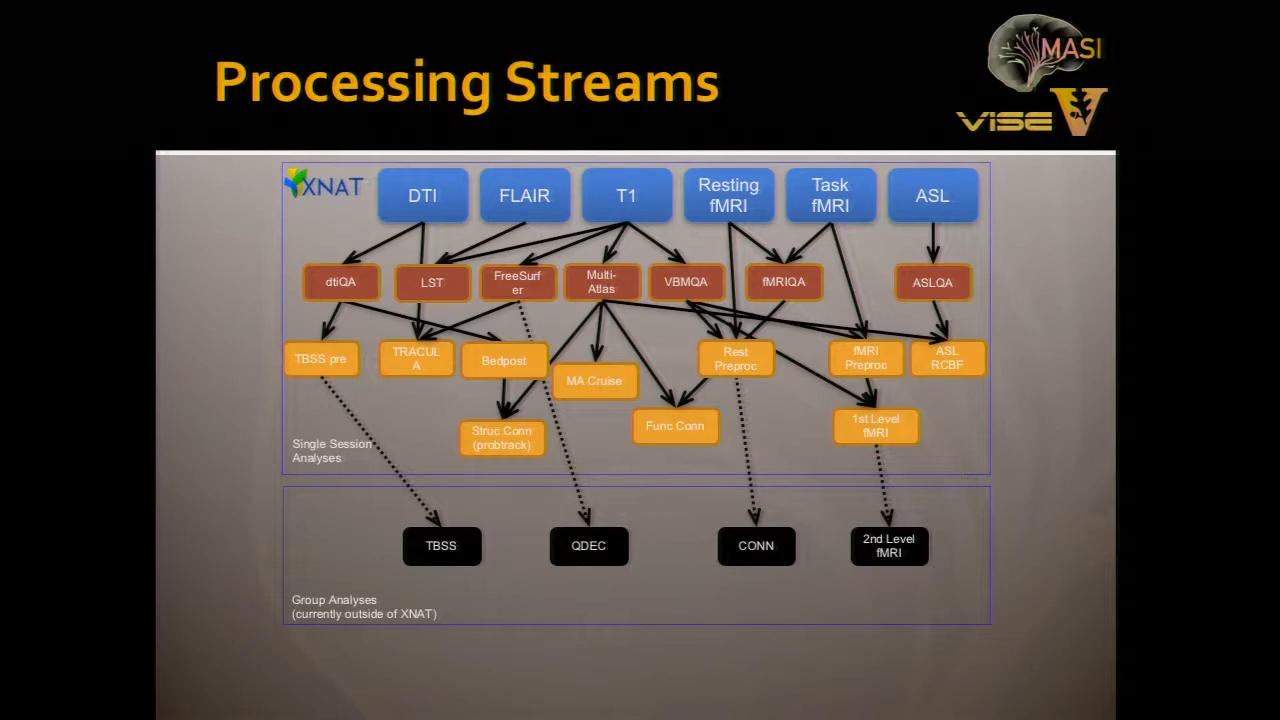 Processing Streams
MASI
VISE
V
XNAT
DTI
FLAIR
T1
Resting
fMRI
Task
fMRI
ASL
dtiQA
LST
FreeSurf
er
Multi-
Atlas
VBMQA
fMRIQA
ASLQA
TBSS pre
TRACUL
A
Bedpost
MA Cruise
Rest
Preproc
fMRI
Preproc
ASL
RCBF
Struc Conn
(probtrack)
Func Conn
1st Level
fMRI
Single Session
Analyses
TBSS
QDEC
CONN
2nd Level
fMRI
Group Analyses
(currently outside of XNAT)